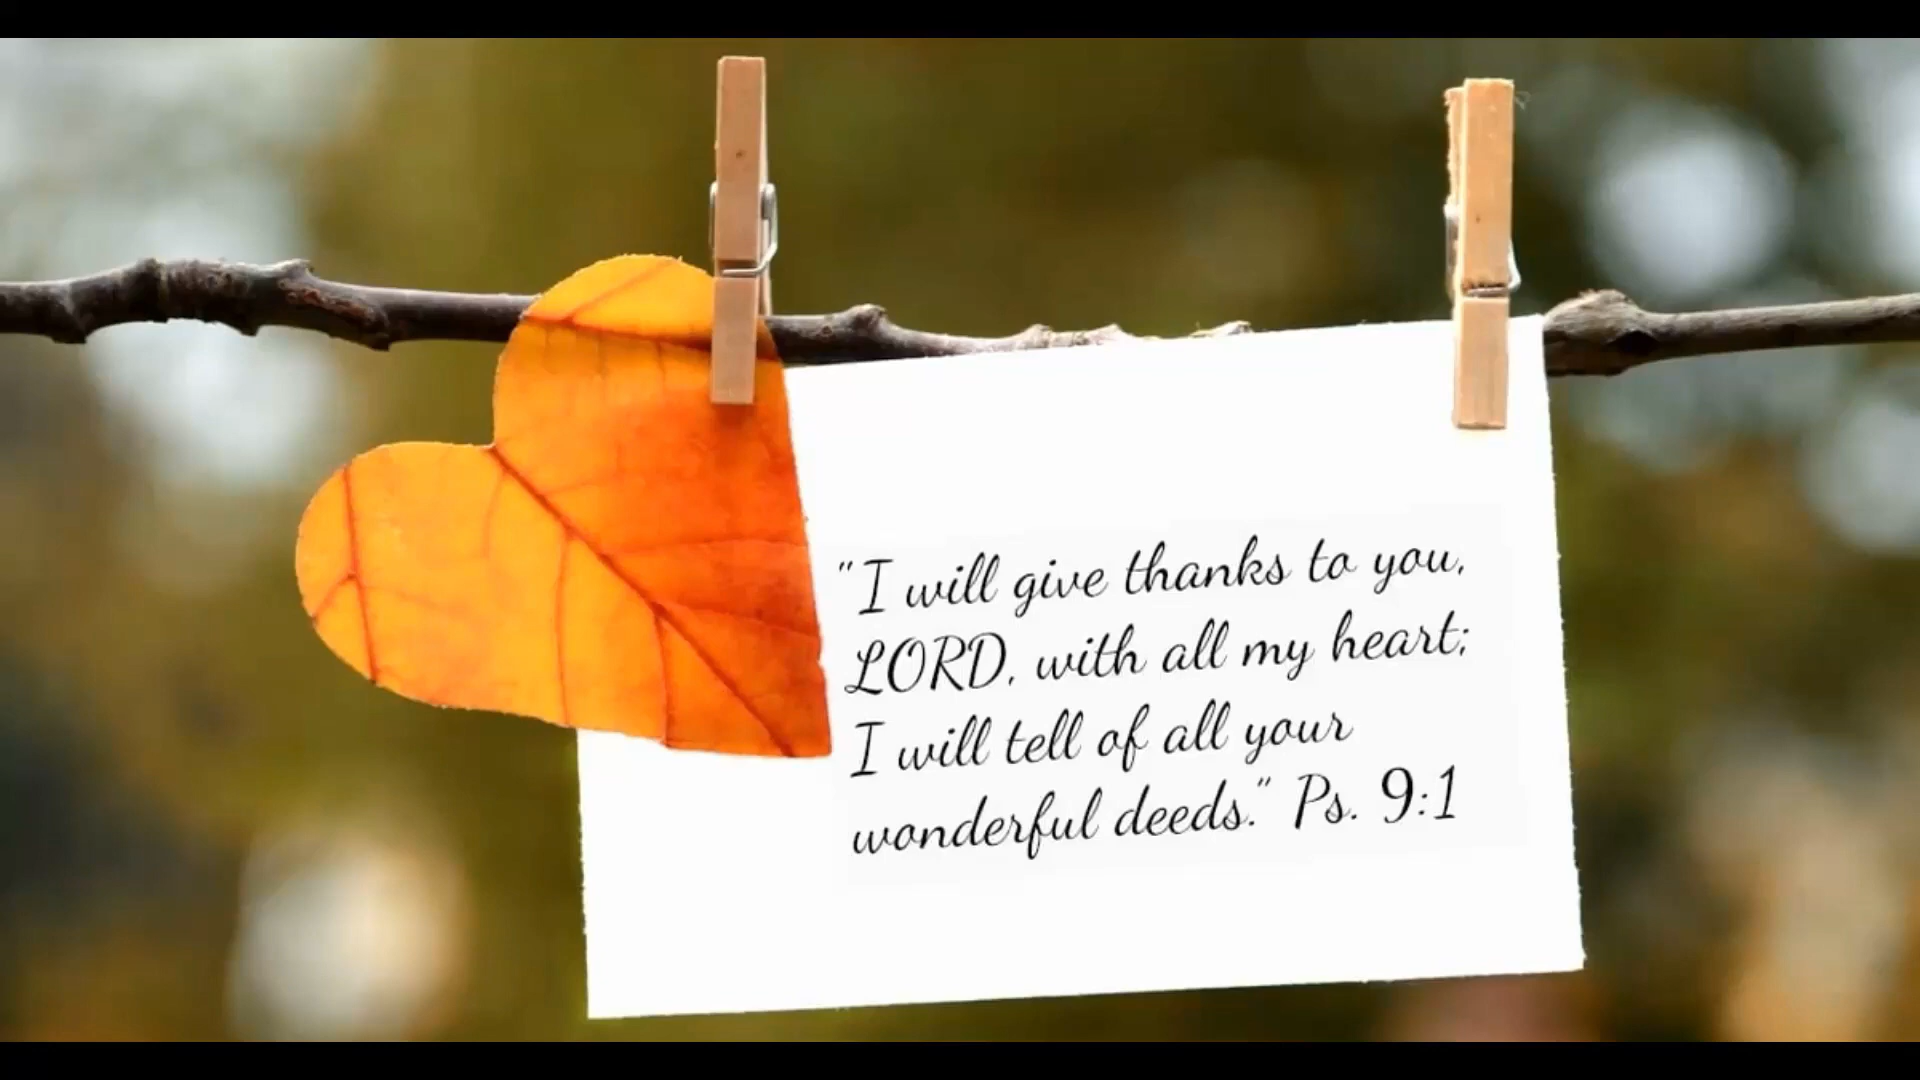 "I will give thanks to you,
LORD, with all my heart;
I will tell of all your
wonderful deeds." Ps. 9:1